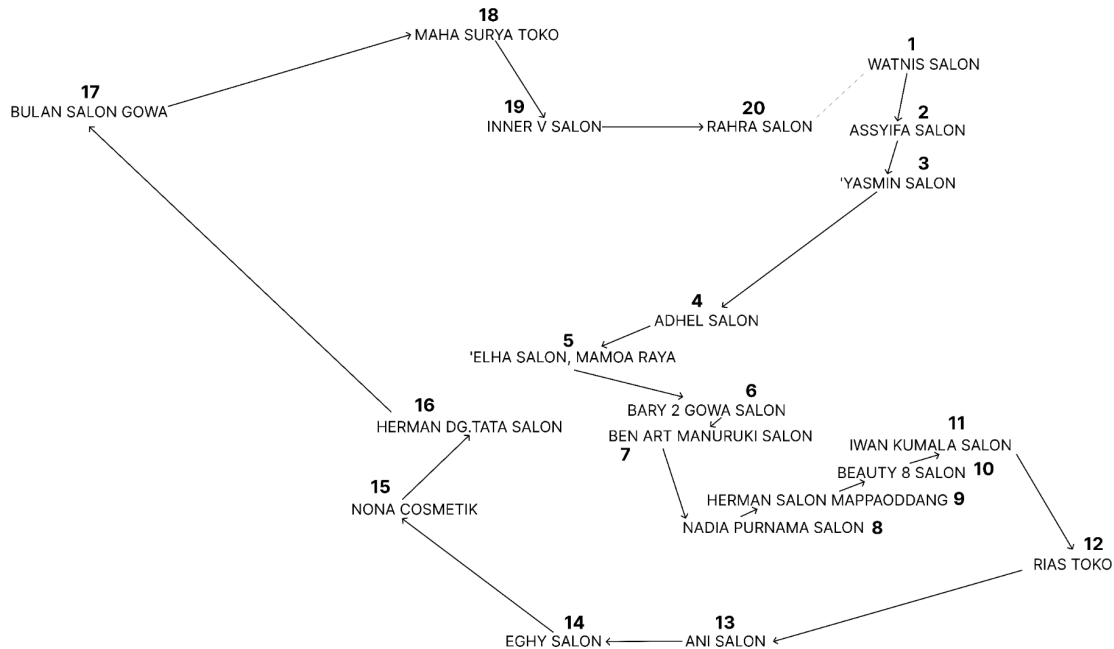 18
MAHA SURYA TOKO
1
WATNIS SALON
17
BULAN SALON GOWA
19
INNER V SALON
20
RAHRA SALON
2
ASSYIFA SALON
3
'YASMIN SALON
4
ADHEL SALON
5
'ELHA SALON, MAMOA RAYA
6
BARY 2 GOWA SALON
BEN ART MANURUKI SALON
7
16
HERMAN DG.TATA SALON
11
IWAN KUMALA SALON
BEAUTY 8 SALON 10
HERMAN SALON MAPPAODDANG 9
NADIA PURNAMA SALON 8
15
NONA COSMETIK
12
RIAS TOKO
14
EGHY SALON
13
ANI SALON